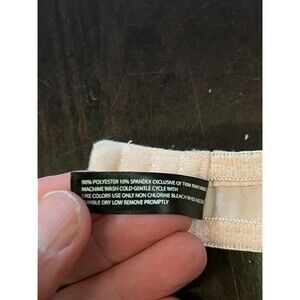 90% POLYESTER 10% SPANDEX EXCLUSIVE OF TRIM
MACHINE WASH COLD-GENTLE CYCLE WITH
LIKE COLORS USE ONLY NON CHLORINE BLEACH WHEN
DRY LOW REMOVE PROMPTLY